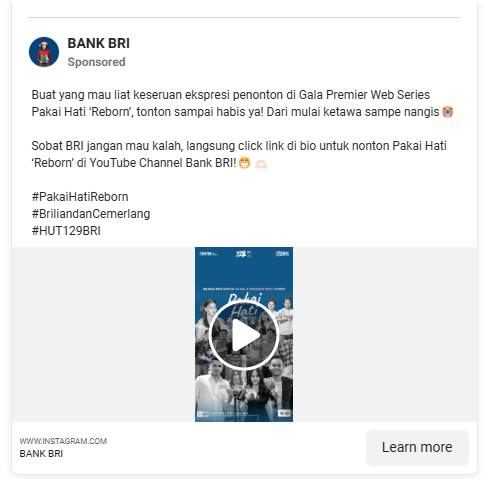 BANK BRI
Sponsored
Buat yang mau liat keseruan ekspresi penonton di Gala Premier Web Series
Pakai Hati ‘Reborn’, tonton sampai habis ya! Dari mulai ketawa sampe nangis😭
Sobat BRI jangan mau kalah, langsung click link di bio untuk nonton Pakai Hati
‘Reborn’ di YouTube Channel Bank BRI!😁 🫶🏻
#PakaiHatiReborn
#BriliandanCemerlang
#HUT129BRI
Pakai
Hati
WWW.INSTAGRAM.COM
BANK BRI
Learn more